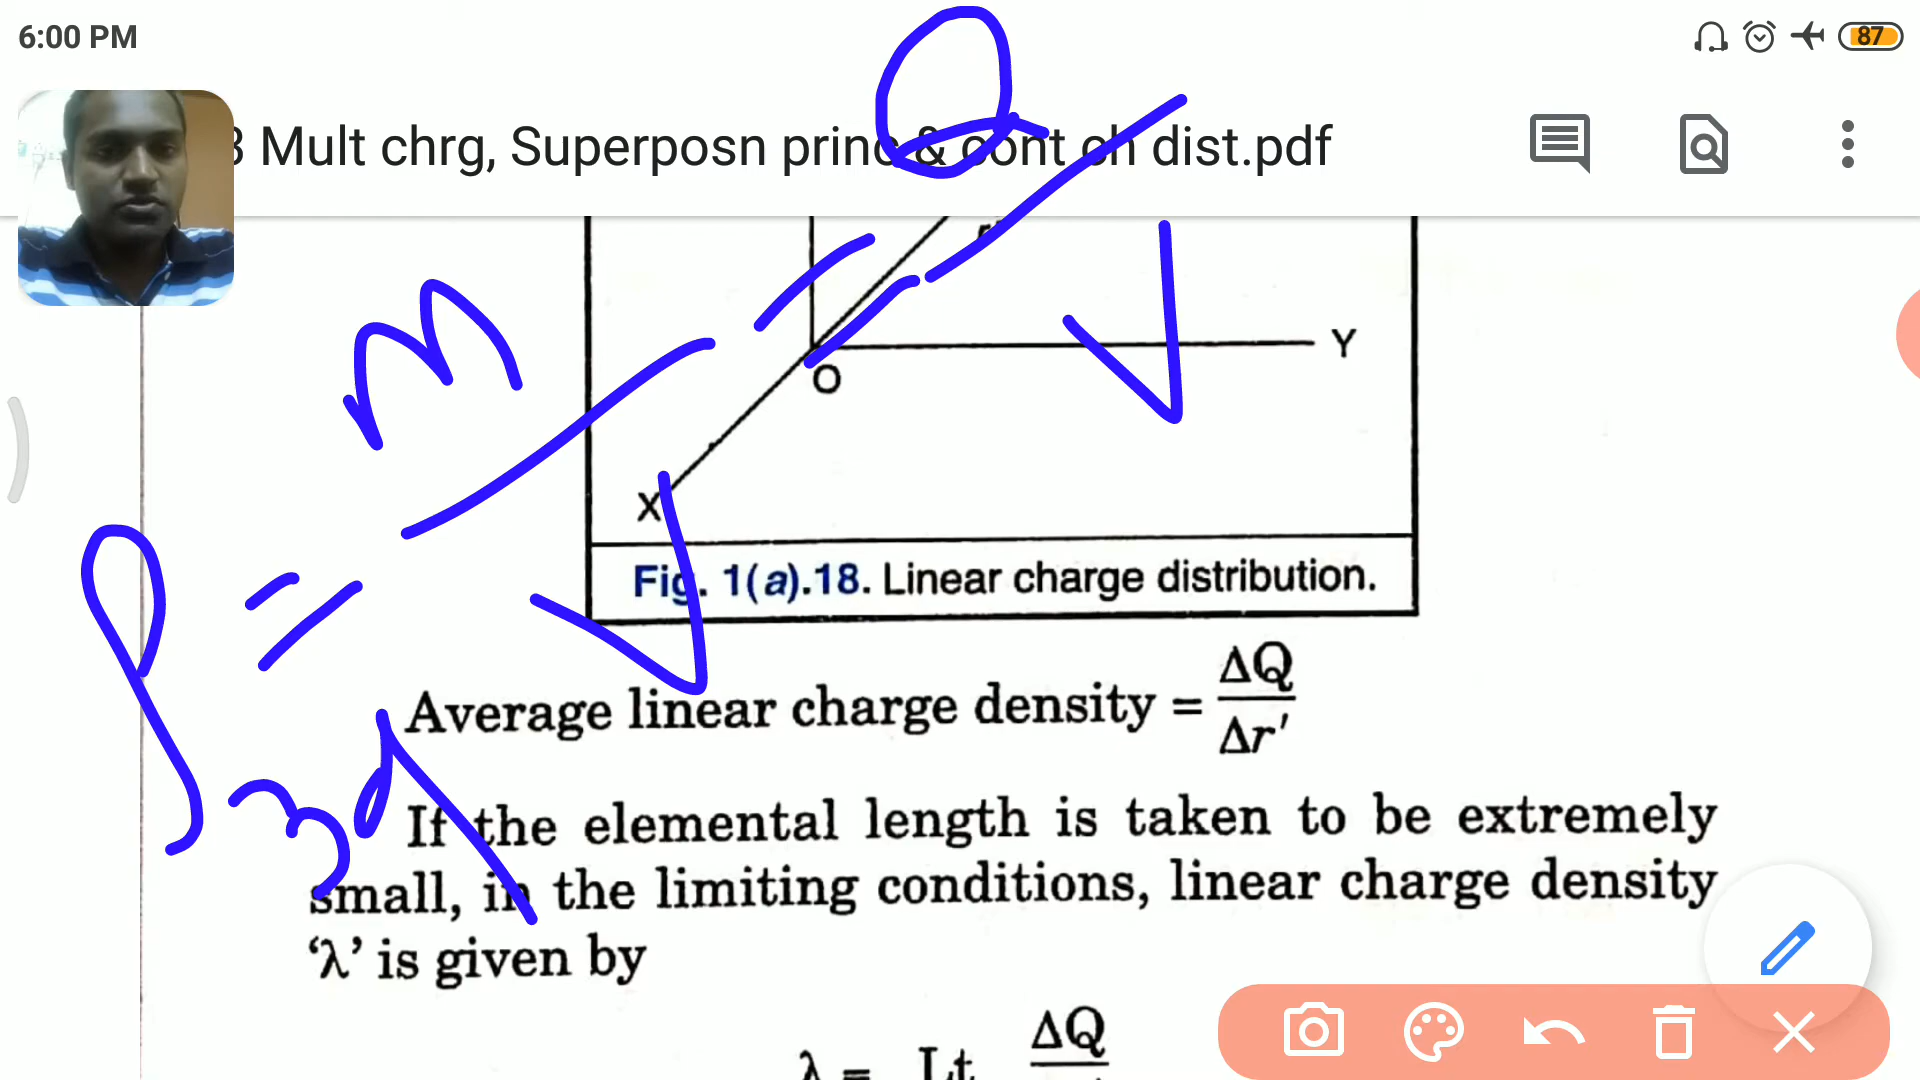 6:00 PM
87
3 Mult chrg, Superposn princ & cont ch dist.pdf
Y
O
X
Fig. 1(a).18. Linear charge distribution.
Average linear charge density = ΔQ / Δr′
If the elemental length is taken to be extremely
small, in the limiting conditions, linear charge density
‘λ’ is given by
λ = Lt ΔQ
ρ = m / V = Q / V
3d λ